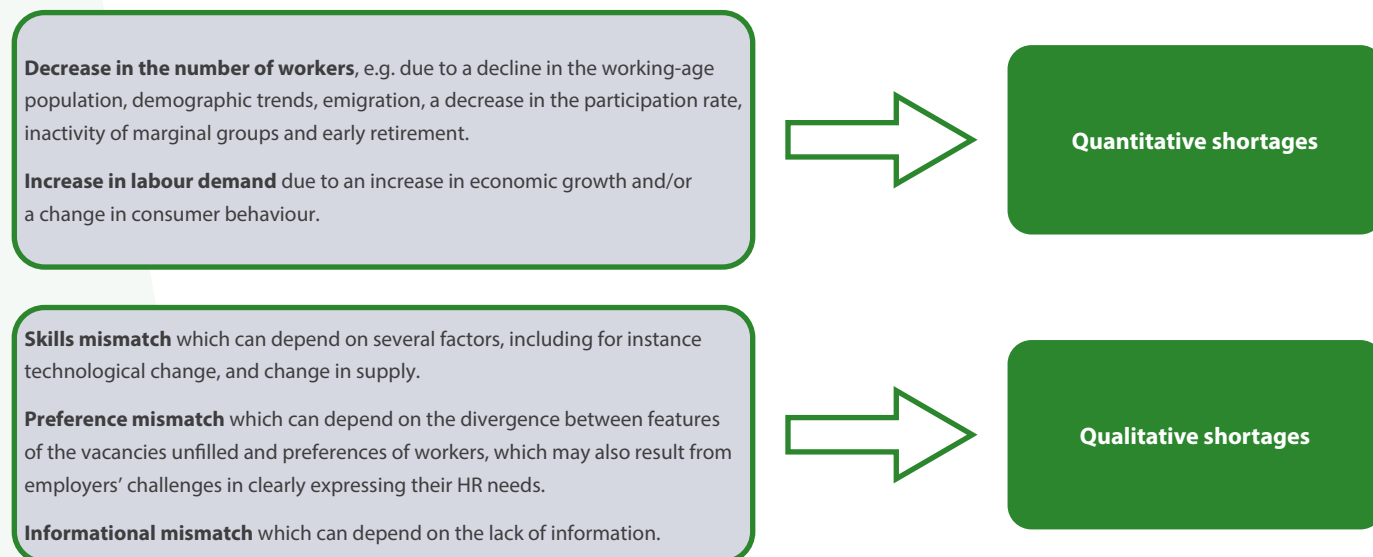 Decrease in the number of workers, e.g. due to a decline in the working-age
population, demographic trends, emigration, a decrease in the participation rate,
inactivity of marginal groups and early retirement.
Increase in labour demand due to an increase in economic growth and/or
a change in consumer behaviour.
Quantitative shortages
Skills mismatch which can depend on several factors, including for instance
technological change, and change in supply.
Preference mismatch which can depend on the divergence between features
of the vacancies unfilled and preferences of workers, which may also result from
employers’ challenges in clearly expressing their HR needs.
Informational mismatch which can depend on the lack of information.
Qualitative shortages